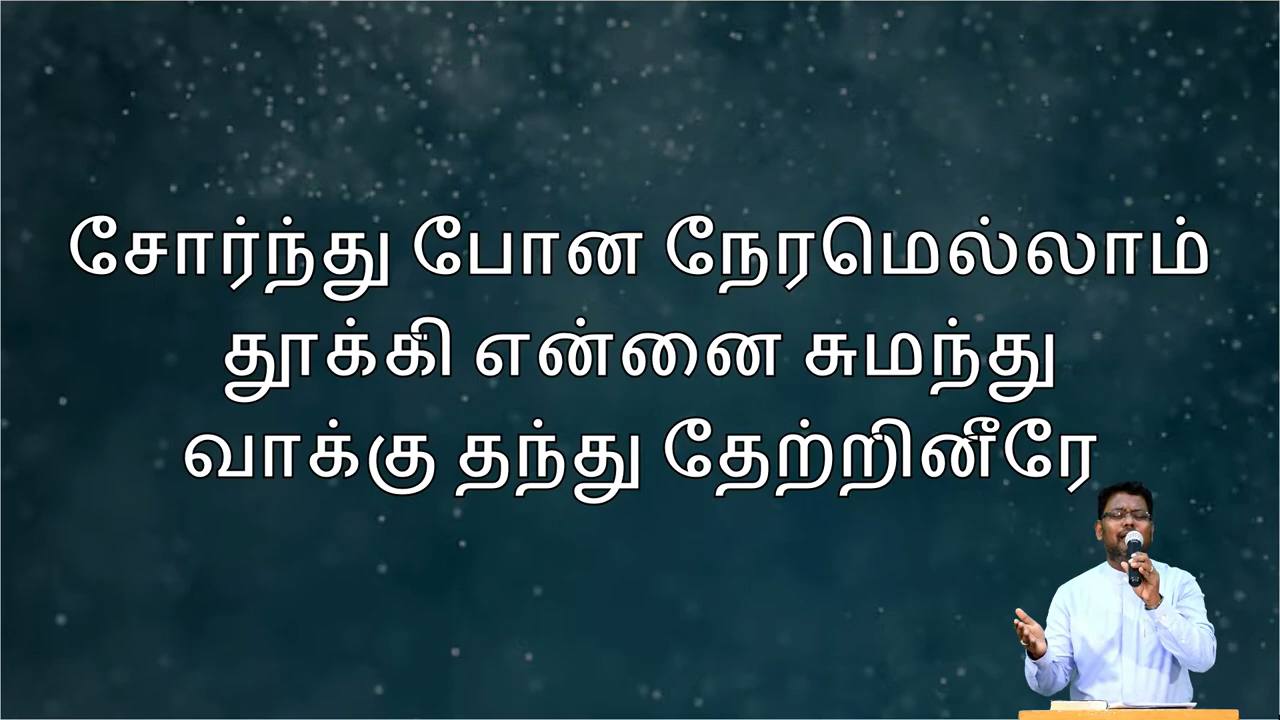 சோர்ந்து போன நேரமெல்லாம்
தூக்கி என்னை சுமந்து
வாக்கு தந்து தேற்றினீரே